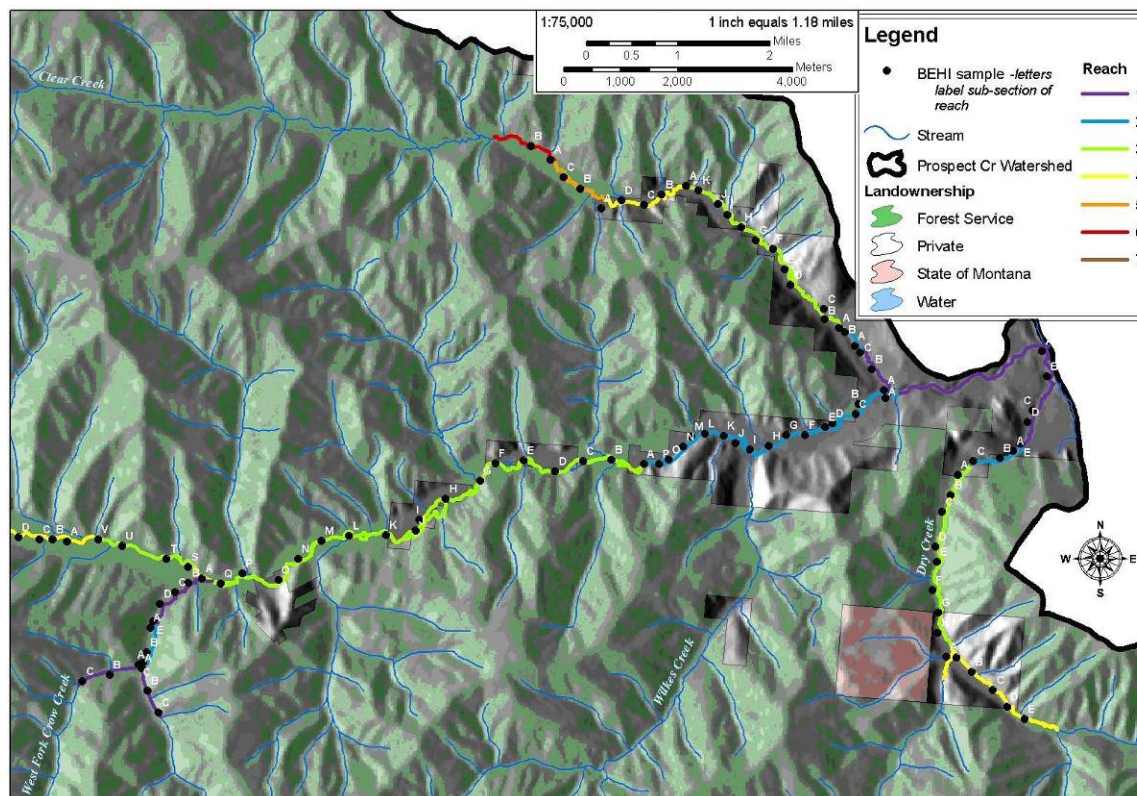 1:75,000 1 inch equals 1.18 miles
Miles
0 0.5 1 2
Meters
0 1,000 2,000 4,000
Legend
BEHI sample -letters
label sub-section of
reach
Stream
Prospect Cr Watershed
Landownership
Forest Service
Private
State of Montana
Water
Reach
Clear Creek
B
A
C
B
A
D
C
B
A
K
J
H
G
F
D
C
B
A
B
A
C
B
A
A
B
C
D
E
F
G
H
I
J
K
L
M
N
O
P
A
B
C
D
E
F
G
H
I
K
L
M
N
O
Q
A
S
T
U
V
A
B
C
D
B
C
D
A
E
B
A
A
B
C
C
B
C
B
C
D
A
B
E
C
A
B
D
E
F
G
B
C
D
E
Dry Creek
Wilkes Creek
West Fork Crow Creek
N
W E
S